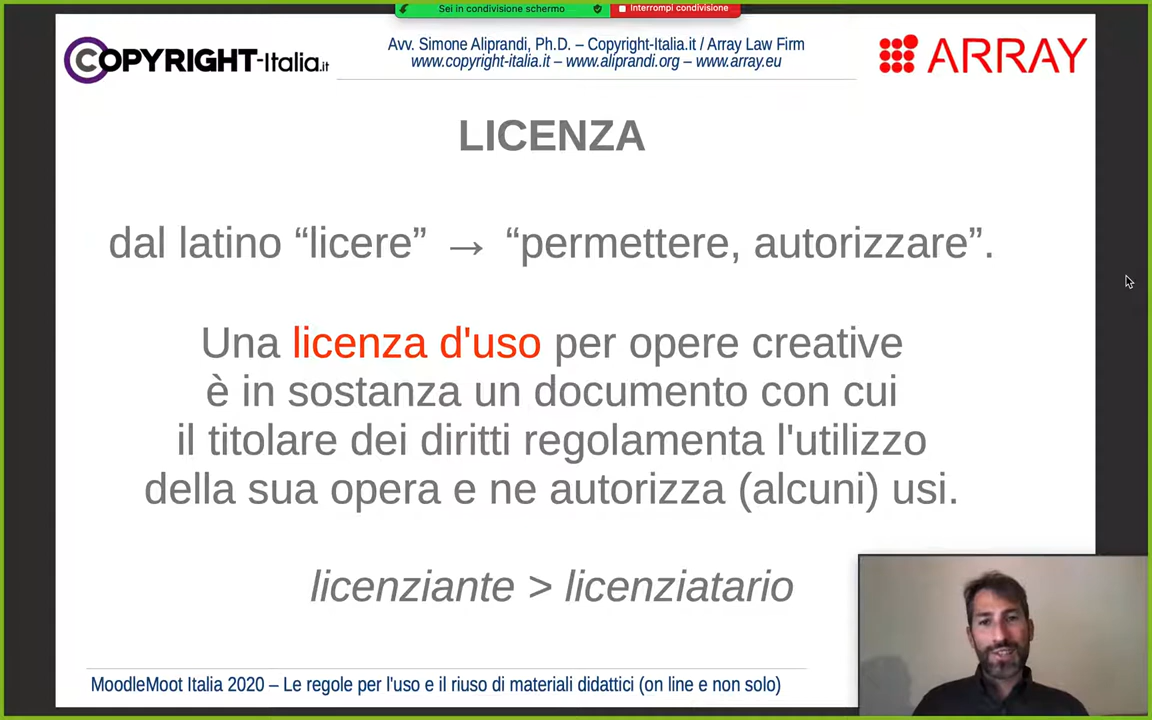 Sei in condivisione schermo
Interrompi condivisione
COPYRIGHT-Italia.it
Avv. Simone Aliprandi, Ph.D. – Copyright-Italia.it / Array Law Firm
www.copyright-italia.it – www.aliprandi.org – www.array.eu
ARRAY
LICENZA
dal latino “licere” → “permettere, autorizzare”.
Una licenza d'uso per opere creative
è in sostanza un documento con cui
il titolare dei diritti regolamenta l'utilizzo
della sua opera e ne autorizza (alcuni) usi.
licenziante > licenziatario
MoodleMoot Italia 2020 – Le regole per l'uso e il riuso di materiali didattici (on line e non solo)